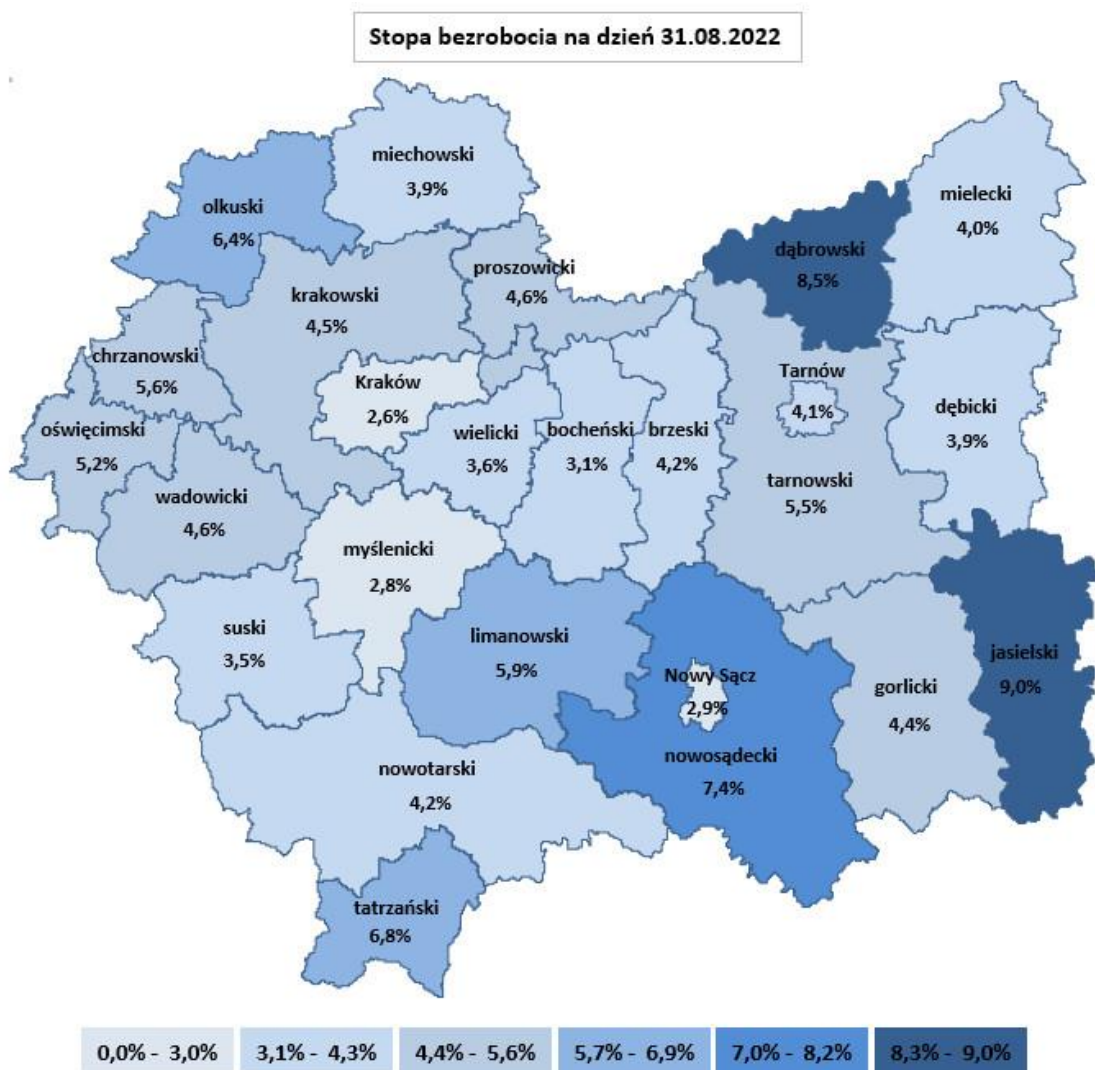 Stopa bezrobocia na dzień 31.08.2022
miechowski
3,9%
olkuski
6,4%
mielecki
4,0%
dąbrowski
8,5%
proszowicki
4,6%
krakowski
4,5%
chrzanowski
5,6%
Kraków
2,6%
Tarnów
4,1%
dębicki
3,9%
oświęcimski
5,2%
wielicki
3,6%
bocheński
3,1%
brzeski
4,2%
tarnowski
5,5%
wadowicki
4,6%
myślenicki
2,8%
suski
3,5%
limanowski
5,9%
Nowy Sącz
2,9%
gorlicki
4,4%
jasielski
9,0%
nowosądecki
7,4%
nowotarski
4,2%
tatrzański
6,8%
0,0% - 3,0%
3,1% - 4,3%
4,4% - 5,6%
5,7% - 6,9%
7,0% - 8,2%
8,3% - 9,0%